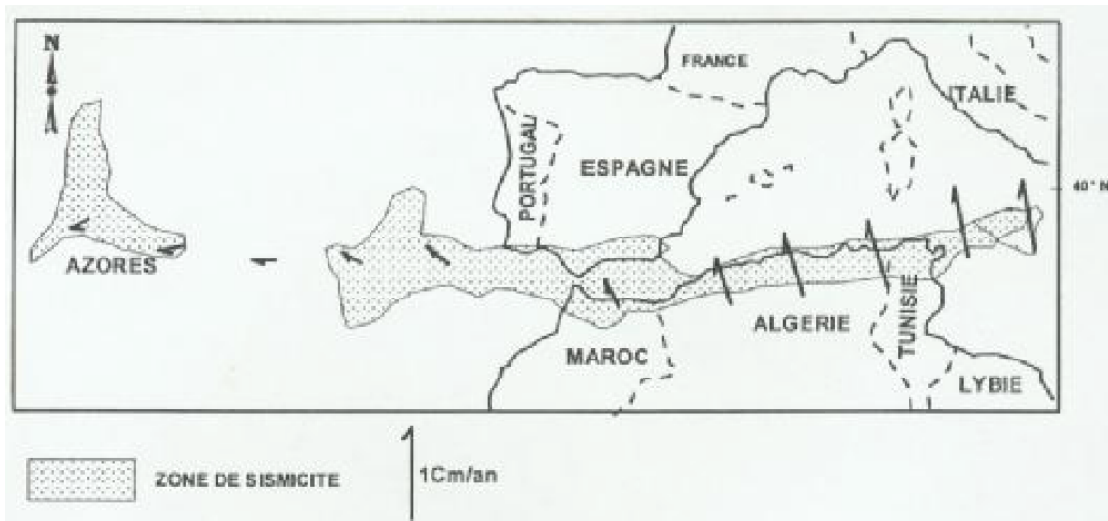 N
FRANCE
ITALIE
PORTUGAL
ESPAGNE
40° N
AZORES
ALGERIE
TUNISIE
MAROC
LYBIE
ZONE DE SISMICITE
1Cm/an